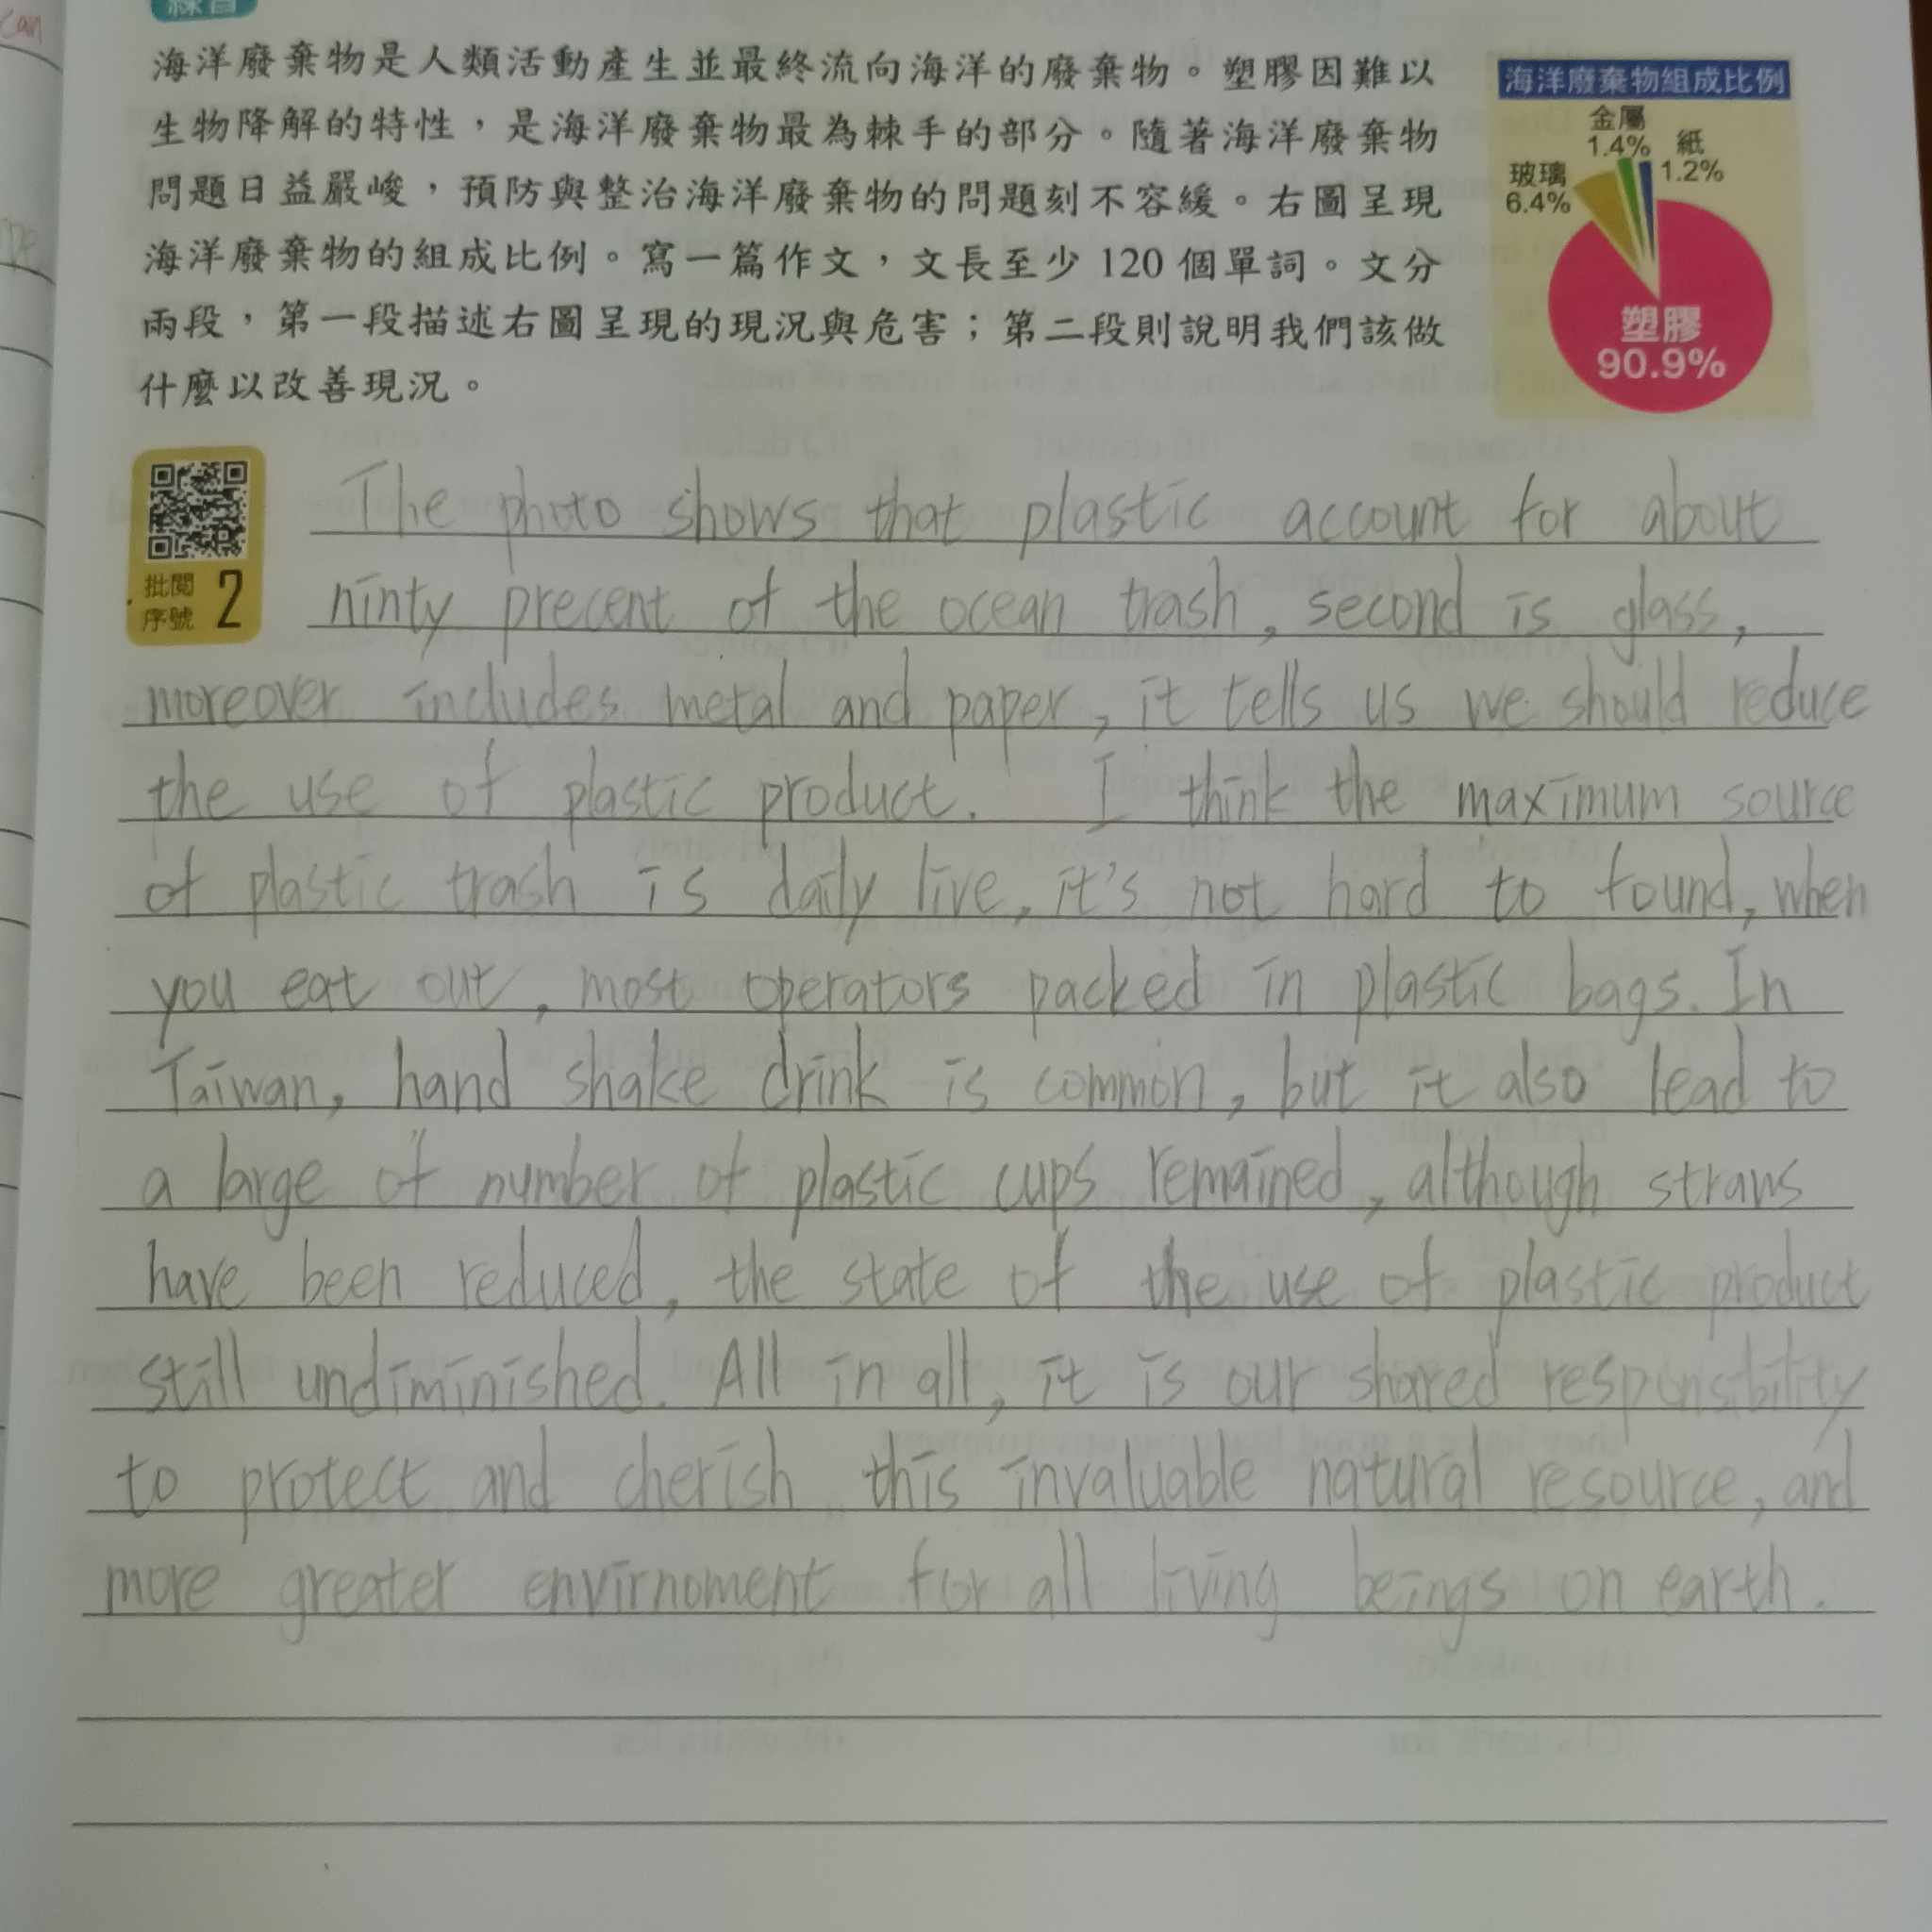 練習
海洋廢棄物是人類活動產生並最終流向海洋的廢棄物。塑膠因難以
生物降解的特性，是海洋廢棄物最為棘手的部分。隨著海洋廢棄物
問題日益嚴峻，預防與整治海洋廢棄物的問題刻不容緩。右圖呈現
海洋廢棄物的組成比例。寫一篇作文，文長至少 120 個單詞。文分
兩段，第一段描述右圖呈現的現況與危害；第二段則說明我們該做
什麼以改善現況。
海洋廢棄物組成比例
金屬
1.4%
紙
1.2%
玻璃
6.4%
塑膠
90.9%
批閱
序號 2
The photo shows that plastic account for about
ninty precent of the ocean trash, second is glass,
moreover includes metal and paper, it tells us we should reduce
the use of plastic product. I think the maximum source
of plastic trash is daily live, it's not hard to found, when
you eat out, most operators packed in plastic bags. In
Taiwan, hand shake drink is common, but it also lead to
a large of number of plastic cups remained, although straws
have been reduced, the state of the use of plastic product
still undiminished. All in all, it is our shared responsibility
to protect and cherish this invaluable natural resource, and
more greater envirnoment for all living beings on earth.